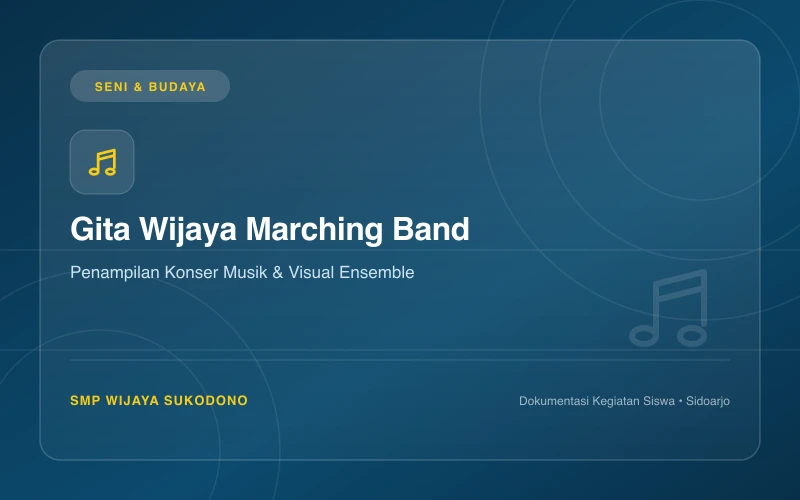 SENI & BUDAYA
Gita Wijaya Marching Band
Penampilan Konser Musik & Visual Ensemble
SMP WIJAYA SUKODONO
Dokumentasi Kegiatan Siswa • Sidoarjo